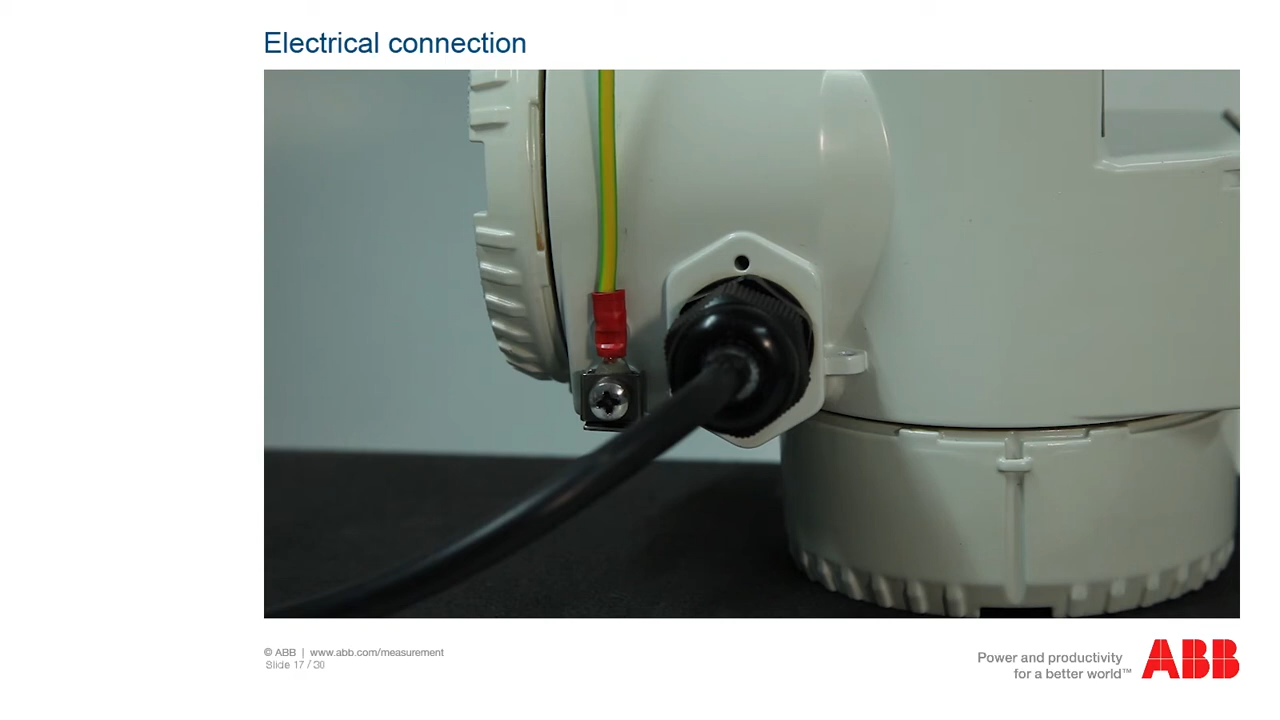 Electrical connection
© ABB | www.abb.com/measurement
Slide 17 / 30
Power and productivity
for a better world™
ABB